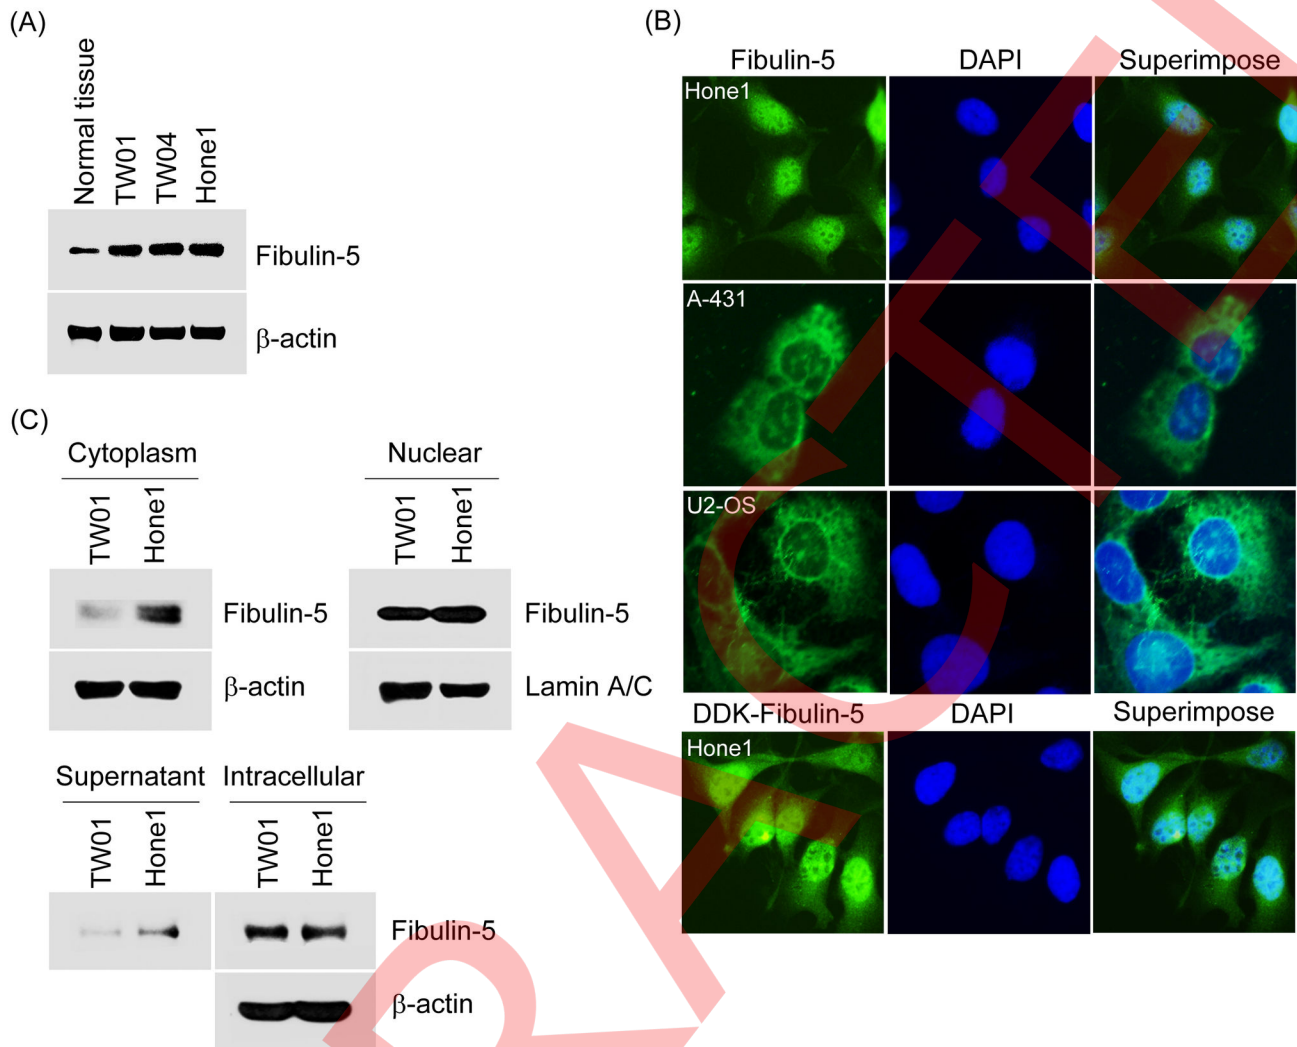 (A)
Normal tissue
TW01
TW04
Hone1
Fibulin-5
β-actin
(B)
Fibulin-5 DAPI Superimpose
Hone1
A-431
U2-OS
DDK-Fibulin-5 DAPI Superimpose
Hone1
(C)
Cytoplasm Nuclear
TW01 Hone1 TW01 Hone1
Fibulin-5 Fibulin-5
β-actin Lamin A/C
Supernatant Intracellular
TW01 Hone1 TW01 Hone1
Fibulin-5
β-actin